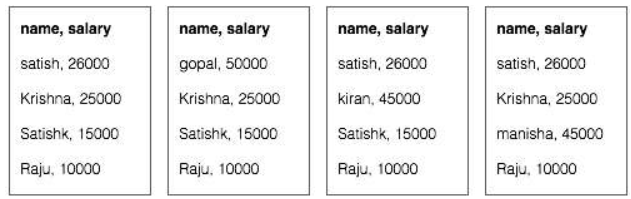 name, salary
satish, 26000
Krishna, 25000
Satishk, 15000
Raju, 10000
name, salary
gopal, 50000
Krishna, 25000
Satishk, 15000
Raju, 10000
name, salary
satish, 26000
kiran, 45000
Satishk, 15000
Raju, 10000
name, salary
satish, 26000
Krishna, 25000
manisha, 45000
Raju, 10000